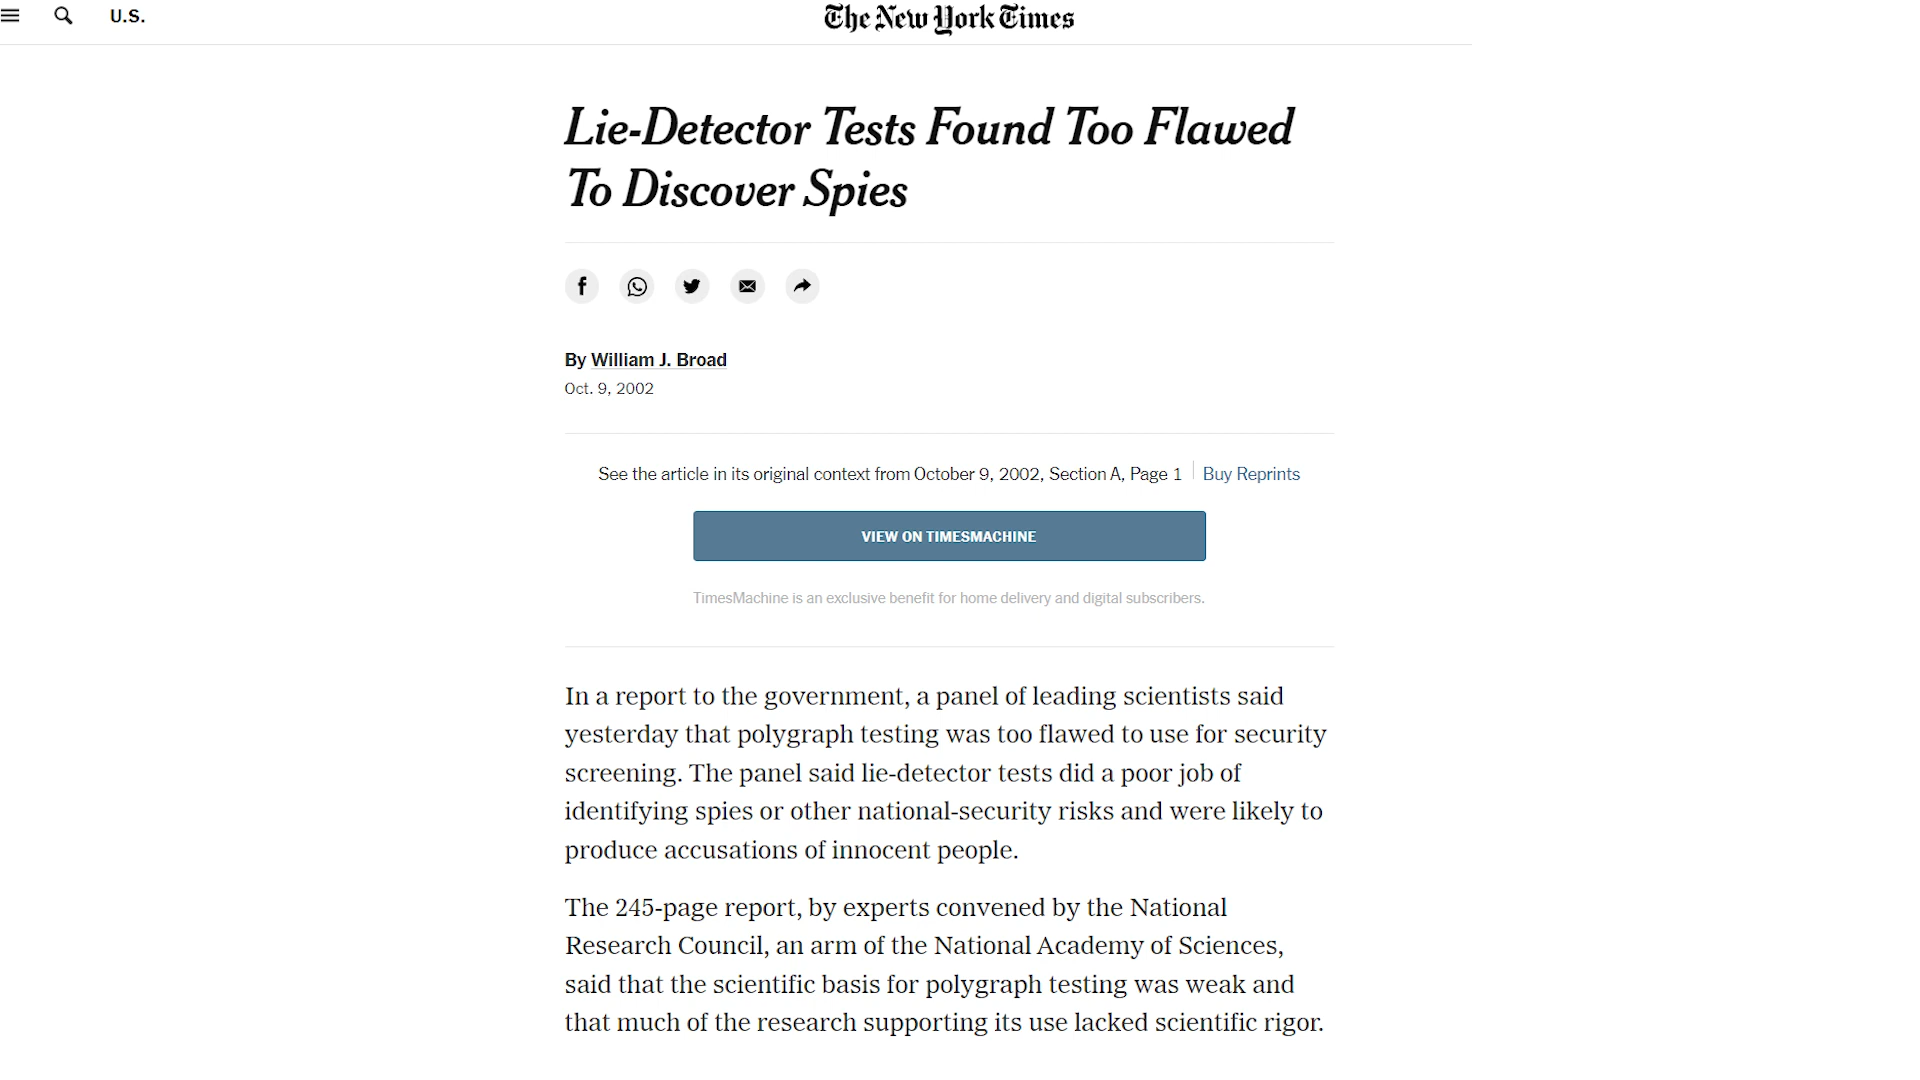 U.S.
The New York Times
Lie-Detector Tests Found Too Flawed
To Discover Spies
By William J. Broad
Oct. 9, 2002
See the article in its original context from October 9, 2002, Section A, Page 1 Buy Reprints
VIEW ON TIMESMACHINE
TimesMachine is an exclusive benefit for home delivery and digital subscribers.
In a report to the government, a panel of leading scientists said
yesterday that polygraph testing was too flawed to use for security
screening. The panel said lie-detector tests did a poor job of
identifying spies or other national-security risks and were likely to
produce accusations of innocent people.
The 245-page report, by experts convened by the National
Research Council, an arm of the National Academy of Sciences,
said that the scientific basis for polygraph testing was weak and
that much of the research supporting its use lacked scientific rigor.